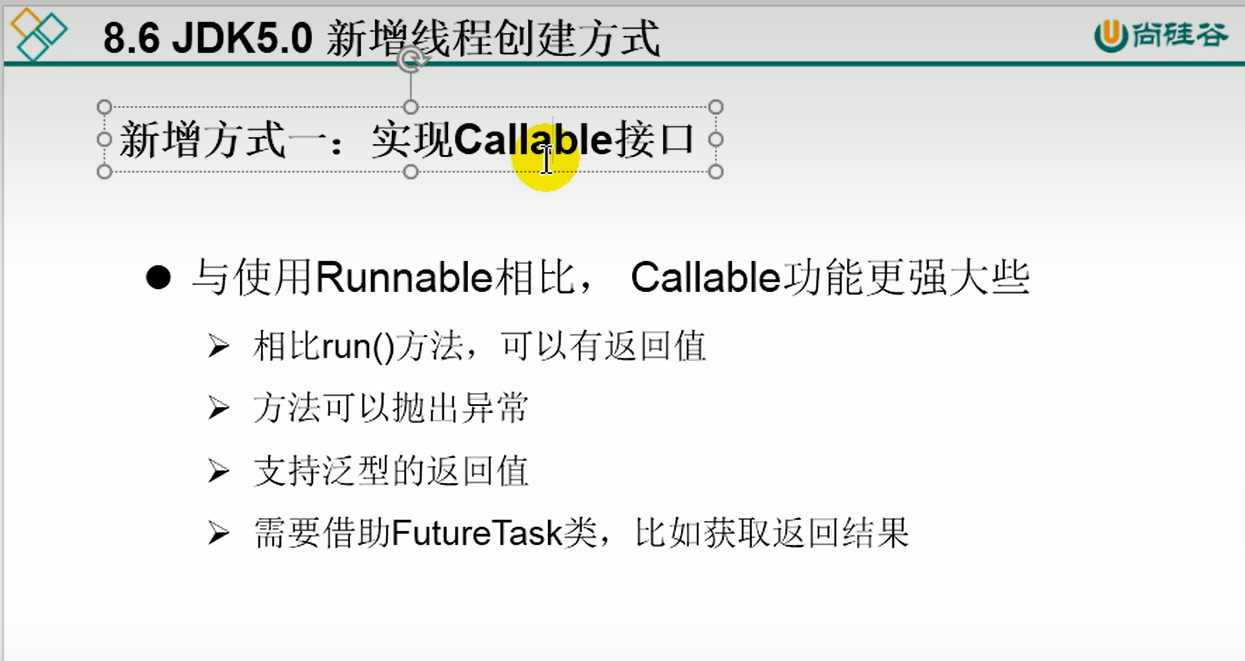 8.6 JDK5.0 新增线程创建方式
尚硅谷
新增方式一：实现Callable接口
与使用Runnable相比， Callable功能更强大些
相比run()方法，可以有返回值
方法可以抛出异常
支持泛型的返回值
需要借助FutureTask类，比如获取返回结果